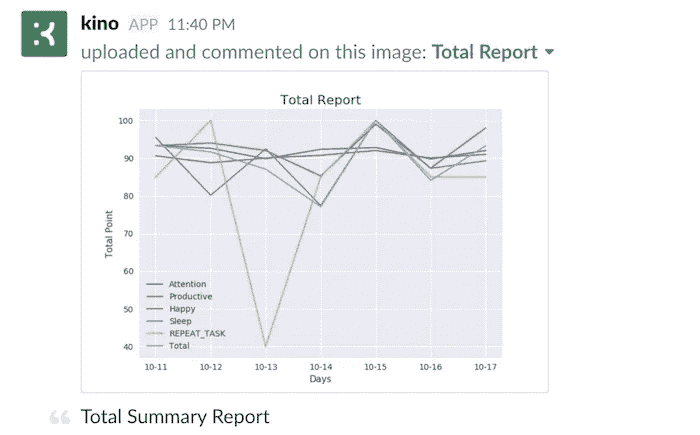 kino APP 11:40 PM
uploaded and commented on this image: Total Report
Total Report
100
90
80
70
60
50
40
Total Point
Attention
Productive
Happy
Sleep
REPEAT_TASK
Total
10-11 10-12 10-13 10-14 10-15 10-16 10-17
Days
Total Summary Report